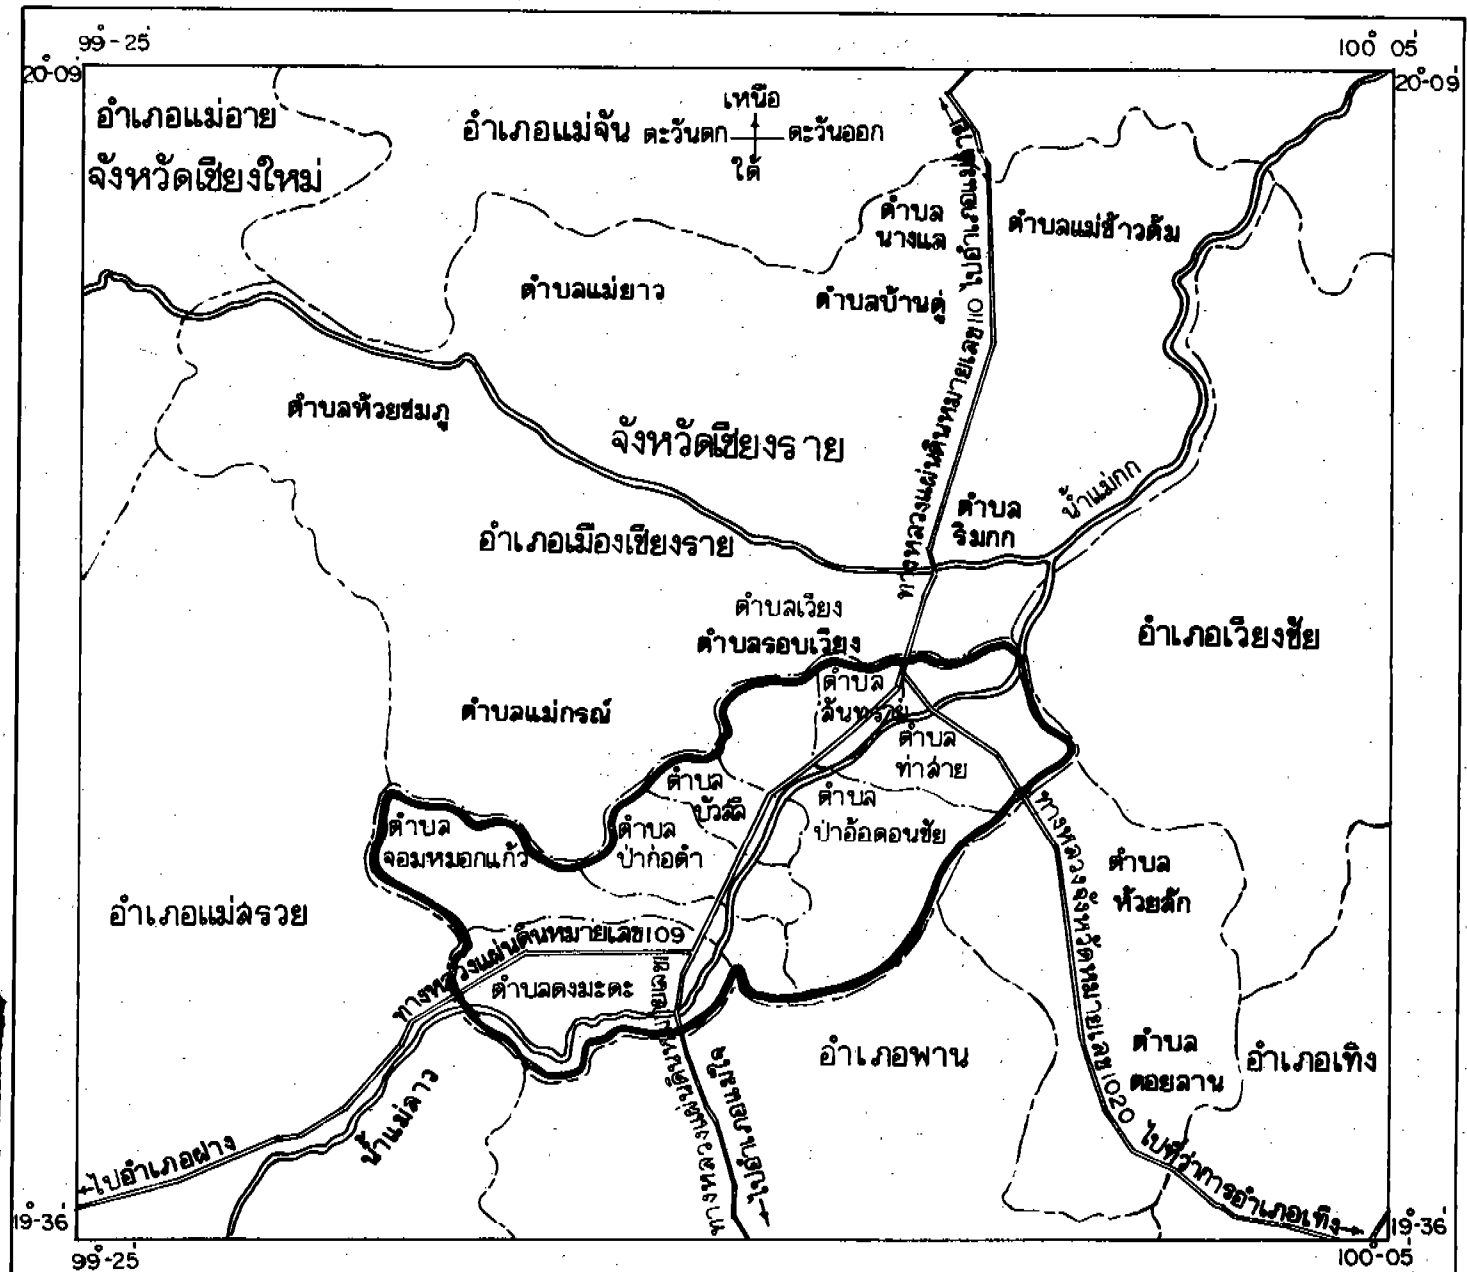 99°-25'
100° 05'
20°-09'
20°-09'
อำเภอแม่อาย
จังหวัดเชียงใหม่
อำเภอแม่จัน
เหนือ
ตะวันตก
ตะวันออก
ใต้
ตำบล
นางแล
ตำบลแม่ข้าวต้ม
ตำบลแม่ยาว
ตำบลบ้านดู่
ทางหลวงแผ่นดินหมายเลข110 ไปอำเภอแม่สาย
ตำบลห้วยชมภู
จังหวัดเชียงราย
น้ำแม่กก
ตำบล
ริมกก
อำเภอเมืองเชียงราย
ตำบลเวียง
ตำบลรอบเวียง
อำเภอเวียงชัย
ตำบล
สันทราย
ตำบลแม่กรณ์
ตำบล
ท่าสาย
ตำบล
บัวสลี
ตำบล
ป่าอ้อดอนชัย
ตำบล
จอมหมอกแก้ว
ตำบล
ป่าก่อดำ
ตำบล
ห้วยสัก
อำเภอแม่สรวย
ทางหลวงแผ่นดินหมายเลข109
ตำบลดงมะดะ
ทางหลวงจังหวัดหมายเลข1020
อำเภอพาน
ตำบล
ดอยลาน
อำเภอเทิง
น้ำแม่ลาว
ไปอำเภอฝาง
ไปที่ว่าการอำเภอเทิง
19°-36'
19°-36'
99°-25'
100°-05'